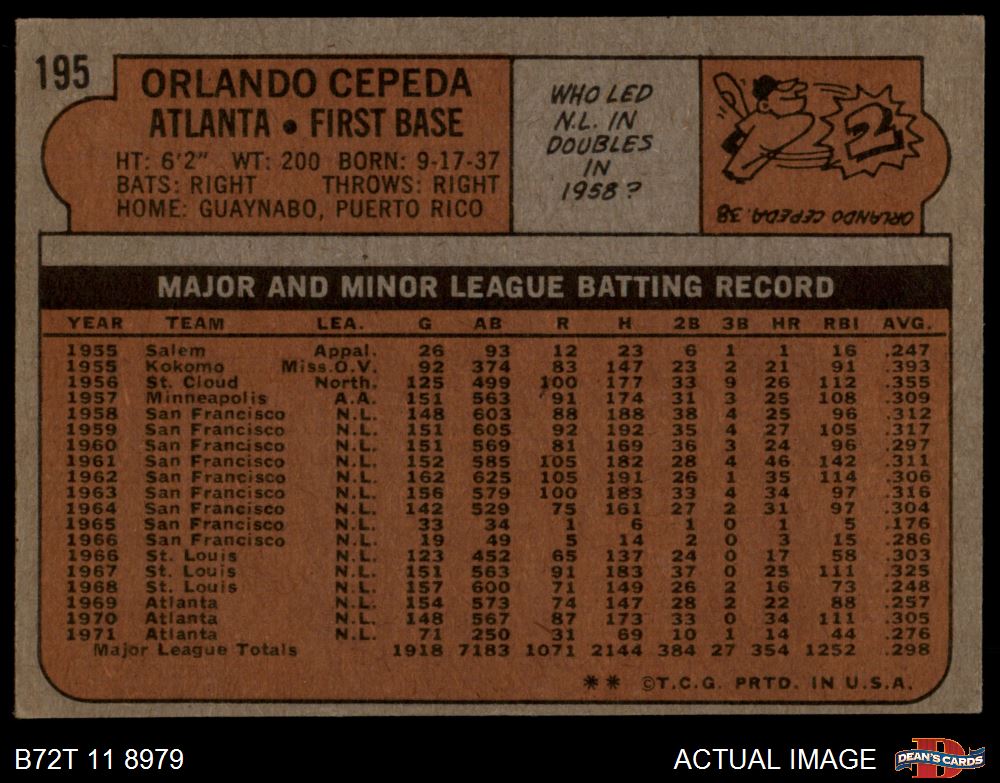 195
ORLANDO CEPEDA
ATLANTA • FIRST BASE
HT: 6'2" WT: 200 BORN: 9-17-37
BATS: RIGHT THROWS: RIGHT
HOME: GUAYNABO, PUERTO RICO
WHO LED
N.L. IN
DOUBLES
IN
1958?
2
ORLANDO CEPEDA. 38
MAJOR AND MINOR LEAGUE BATTING RECORD
YEAR TEAM LEA. G AB R H 2B 3B HR RBI AVG.
1955 Salem Appal. 26 93 12 23 6 1 1 16 .247
1955 Kokomo Miss.O.V. 92 374 83 147 23 2 21 91 .393
1956 St. Cloud North. 125 499 100 177 33 9 26 112 .355
1957 Minneapolis A.A. 151 563 91 174 31 3 25 108 .309
1958 San Francisco N.L. 148 603 88 188 38 4 25 96 .312
1959 San Francisco N.L. 151 605 92 192 35 4 27 105 .317
1960 San Francisco N.L. 151 569 81 169 36 3 24 96 .297
1961 San Francisco N.L. 152 585 105 182 28 4 46 142 .311
1962 San Francisco N.L. 162 625 105 191 26 1 35 114 .306
1963 San Francisco N.L. 156 579 100 183 33 4 34 97 .316
1964 San Francisco N.L. 142 529 75 161 27 2 31 97 .304
1965 San Francisco N.L. 33 34 1 6 1 0 1 5 .176
1966 San Francisco N.L. 19 49 5 14 2 0 3 15 .286
1966 St. Louis N.L. 123 452 65 137 24 0 17 58 .303
1967 St. Louis N.L. 151 563 91 183 37 0 25 111 .325
1968 St. Louis N.L. 157 600 71 149 26 2 16 73 .248
1969 Atlanta N.L. 154 573 74 147 28 2 22 88 .257
1970 Atlanta N.L. 148 567 87 173 33 0 34 111 .305
1971 Atlanta N.L. 71 250 31 69 10 1 14 44 .276
Major League Totals 1918 7183 1071 2144 384 27 354 1252 .298
** ©T.C.G. PRTD. IN U.S.A.
B72T 11 8979
ACTUAL IMAGE
D
DEAN'S CARDS